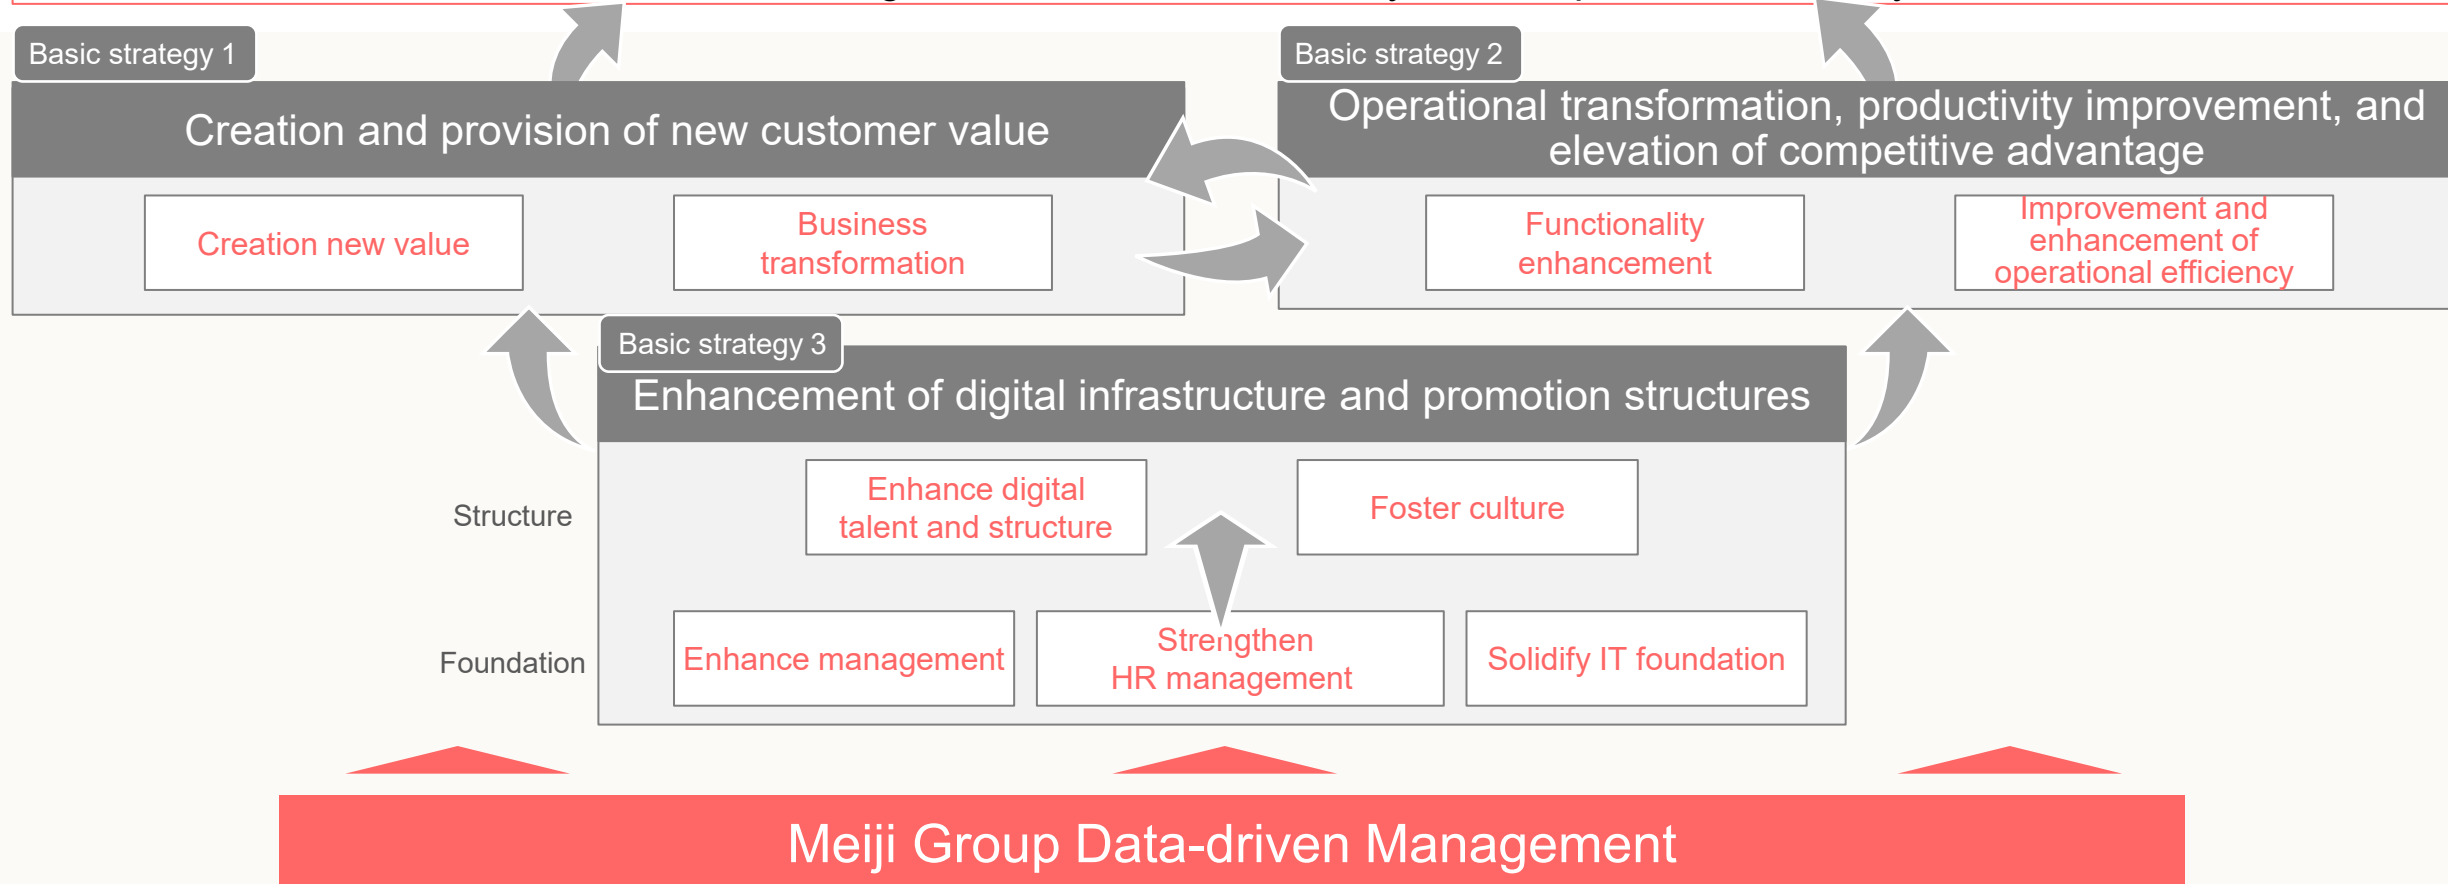 Basic strategy 1
Creation and provision of new customer value
Creation new value
Business
transformation
Basic strategy 2
Operational transformation, productivity improvement, and
elevation of competitive advantage
Functionality
enhancement
Improvement and
enhancement of
operational efficiency
Basic strategy 3
Enhancement of digital infrastructure and promotion structures
Structure
Enhance digital
talent and structure
Foster culture
Foundation
Enhance management
Strengthen
HR management
Solidify IT foundation
Meiji Group Data-driven Management